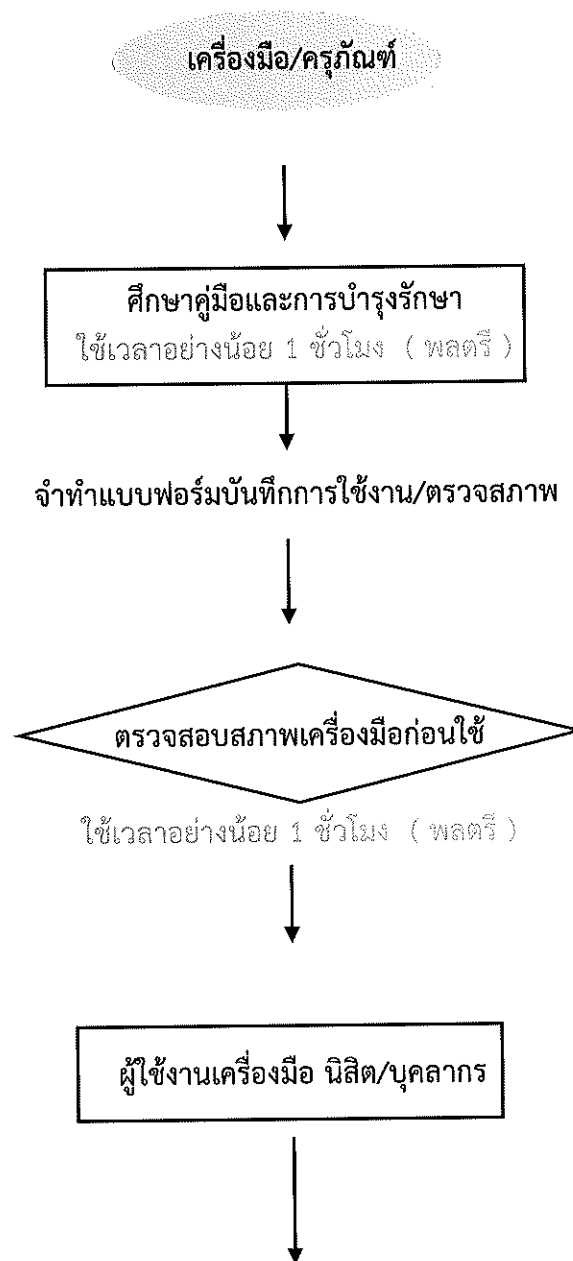 เครื่องมือ/ครุภัณฑ์
ศึกษาคู่มือและการบำรุงรักษา
ใช้เวลาอย่างน้อย 1 ชั่วโมง ( พลตรี )
จำทำแบบฟอร์มบันทึกการใช้งาน/ตรวจสภาพ
ตรวจสอบสภาพเครื่องมือก่อนใช้
ใช้เวลาอย่างน้อย 1 ชั่วโมง ( พลตรี )
ผู้ใช้งานเครื่องมือ นิสิต/บุคลากร